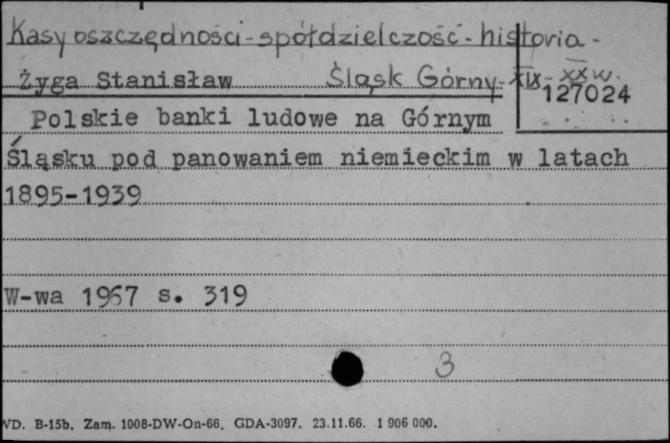 Kasy oszczędności - spółdzielczość - historia -
Żyga Stanisław Śląsk Górny - XIX - XX w.
127024
Polskie banki ludowe na Górnym
Śląsku pod panowaniem niemieckim w latach
1895-1939
W-wa 1967 s. 319
3
VD. B-15b. Zam. 1008-DW-On-66. GDA-3097. 23.11.66. 1 906 000.